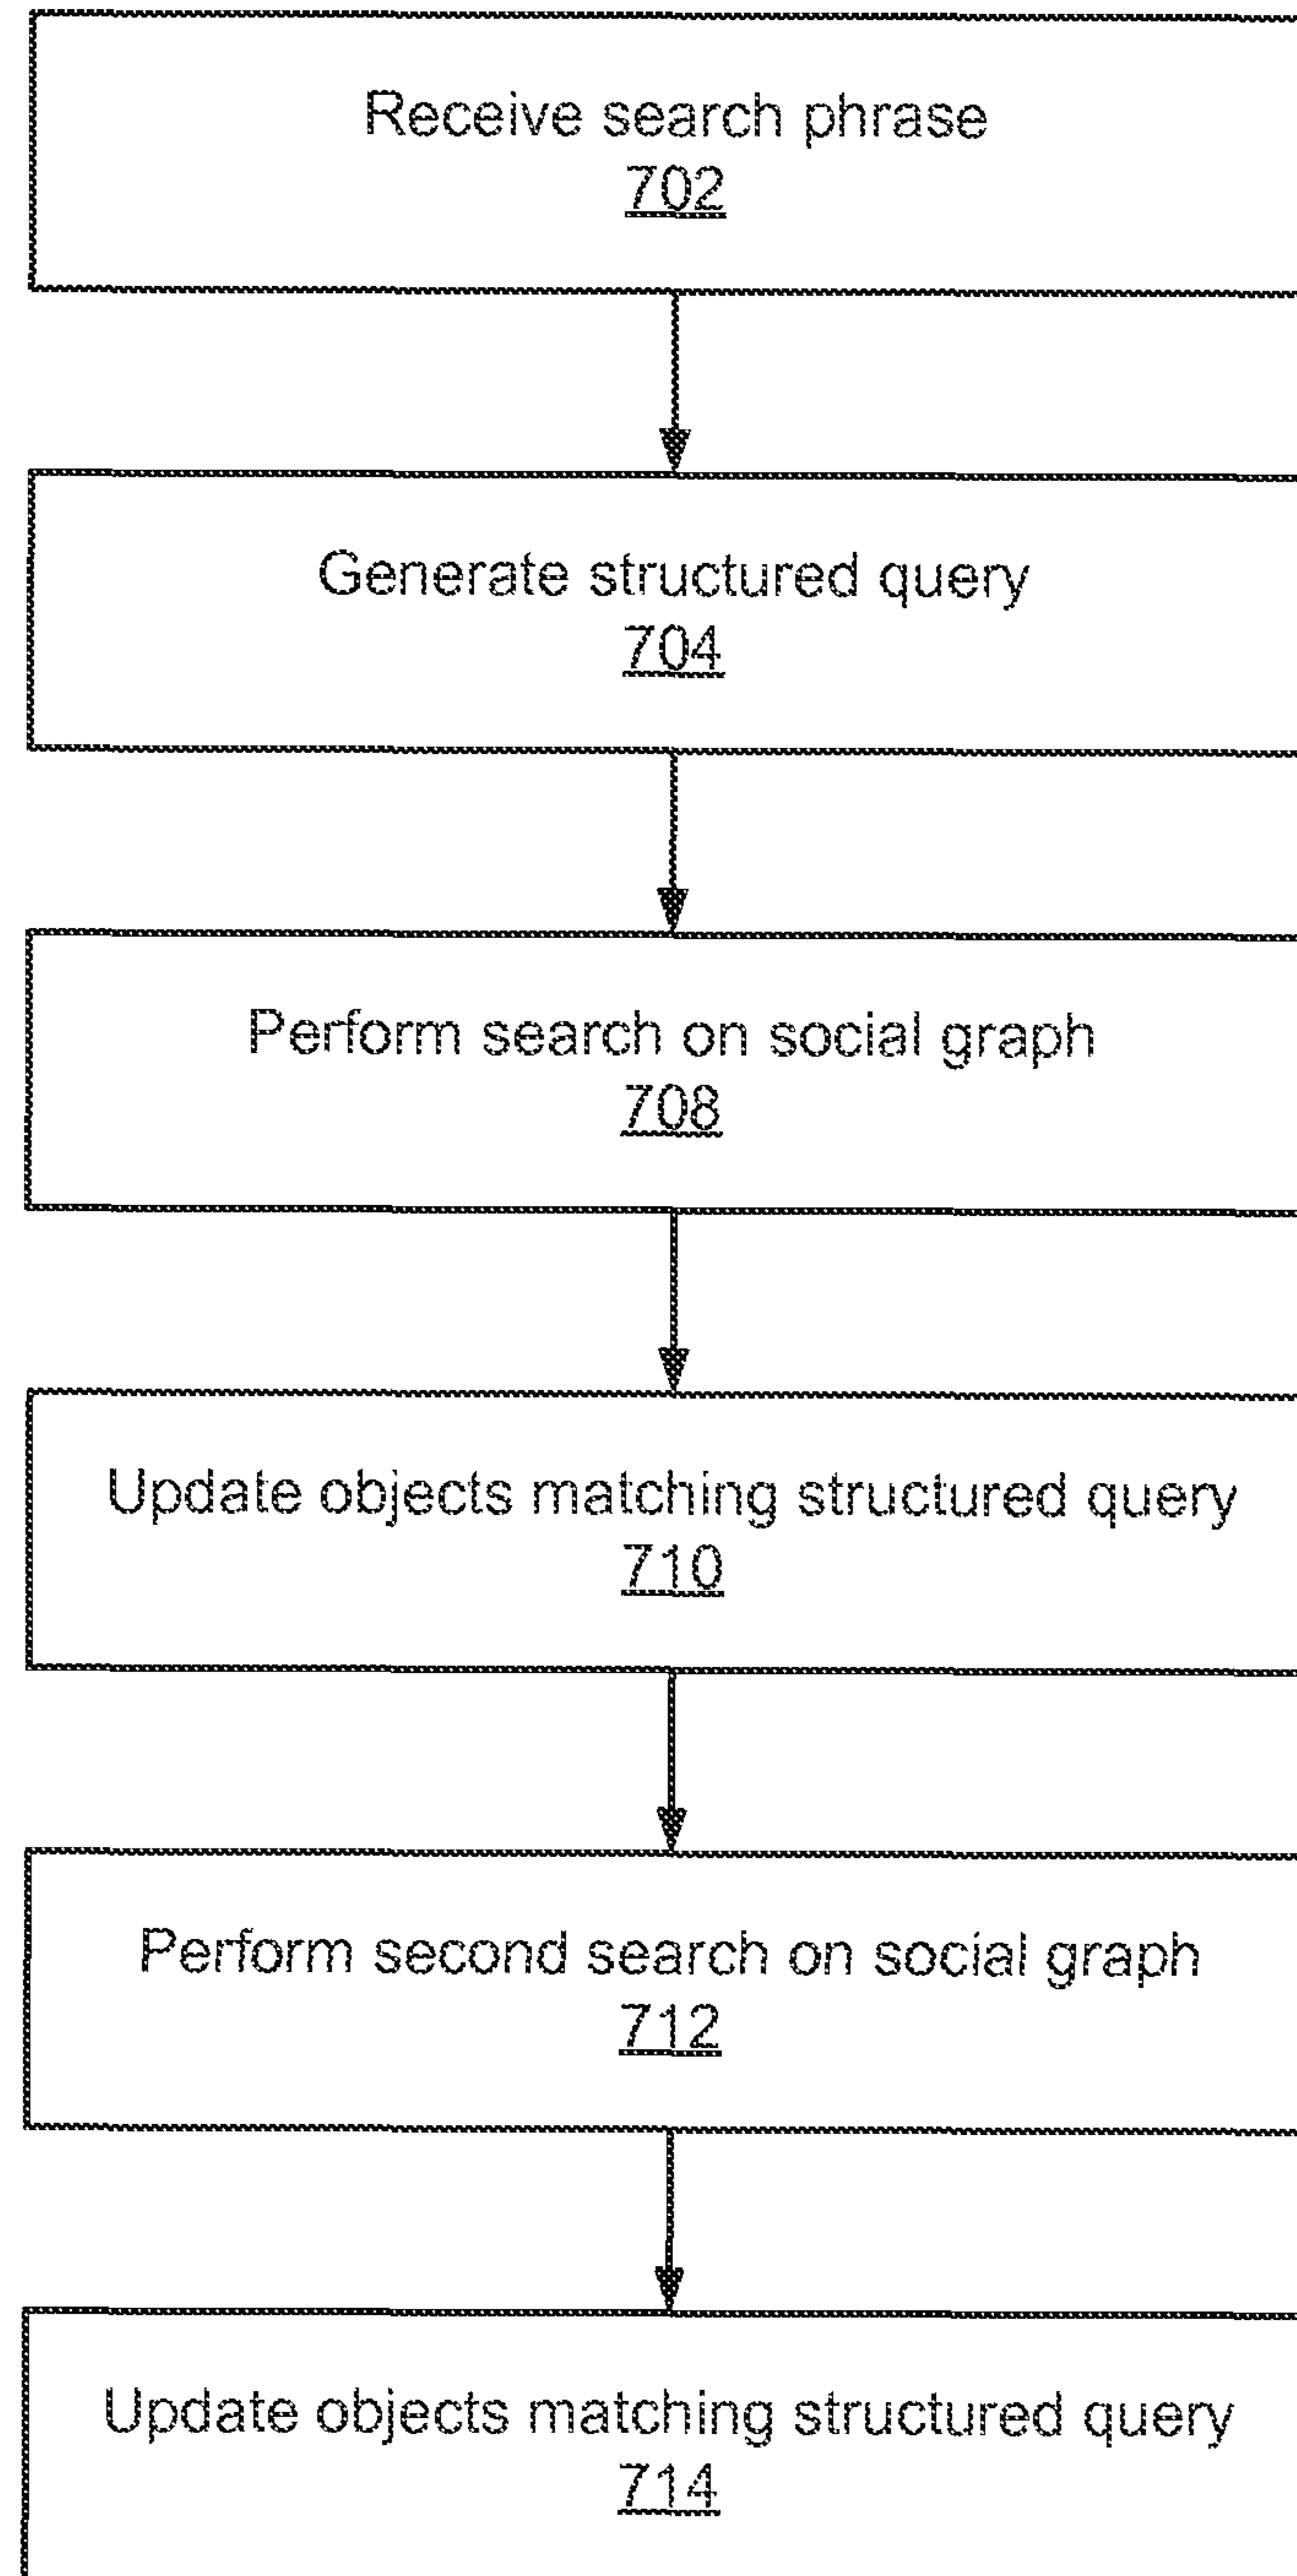 Receive search phrase
702
Generate structured query
704
Perform search on social graph
708
Update objects matching structured query
710
Perform second search on social graph
712
Update objects matching structured query
714